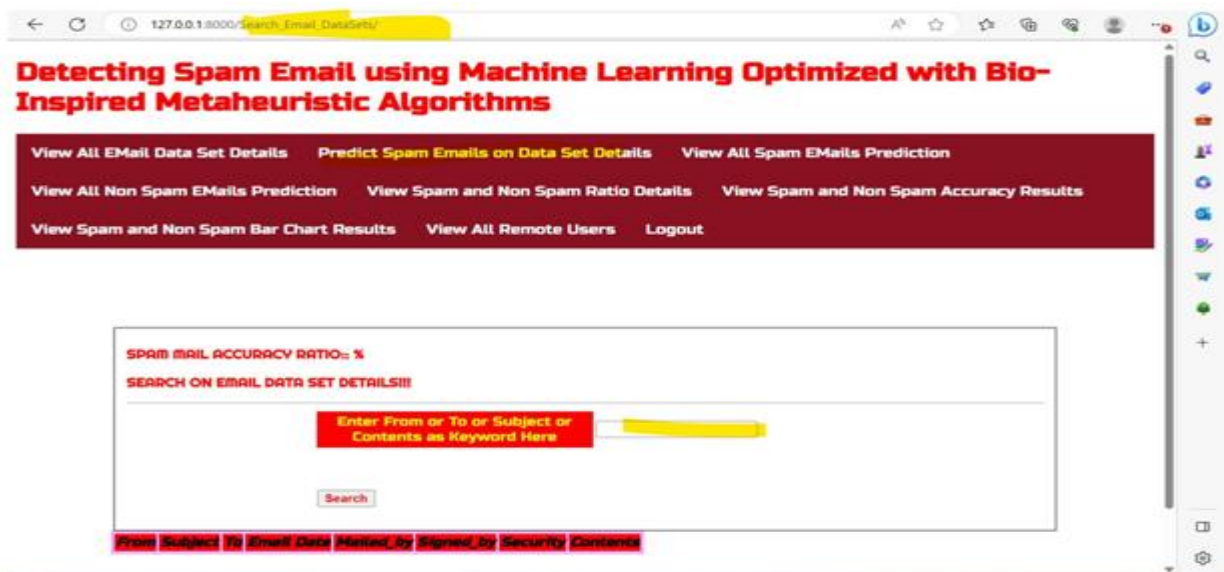 127.0.0.1:8000/Search_Email_DataSets/
Detecting Spam Email using Machine Learning Optimized with Bio-
Inspired Metaheuristic Algorithms
View All EMail Data Set Details Predict Spam Emails on Data Set Details View All Spam EMails Prediction
View All Non Spam EMails Prediction View Spam and Non Spam Ratio Details View Spam and Non Spam Accuracy Results
View Spam and Non Spam Bar Chart Results View All Remote Users Logout
SPAM MAIL ACCURACY RATIO:: %
SEARCH ON EMAIL DATA SET DETAILS!!!
Enter From or To or Subject or
Contents as Keyword Here
Search
From Subject To Email Date Mailed_by Signed_by Security Contents